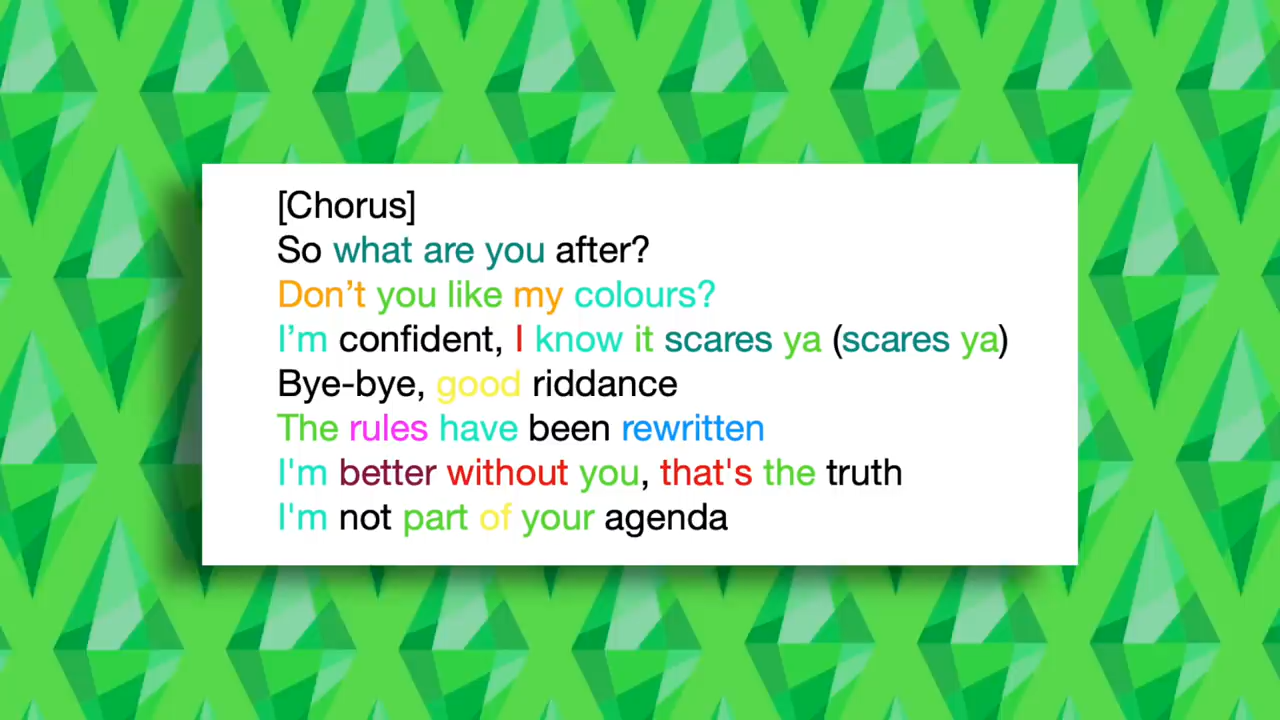 [Chorus]
So what are you after?
Don’t you like my colours?
I’m confident, I know it scares ya (scares ya)
Bye-bye, good riddance
The rules have been rewritten
I'm better without you, that's the truth
I'm not part of your agenda